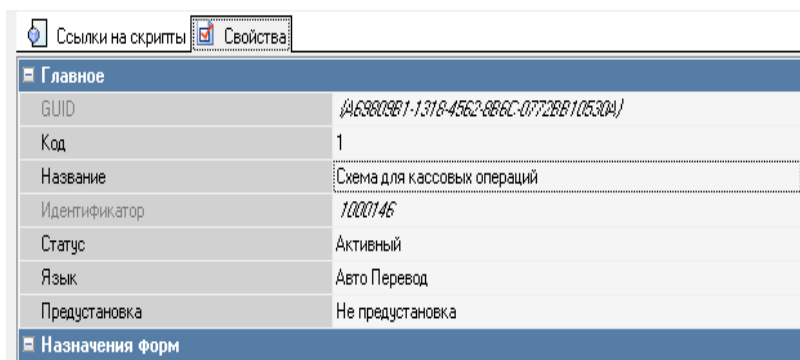 Ссылки на скрипты Свойства
Главное
GUID {A69809B1-1318-4562-8B6C-0772BB10530A}
Код 1
Название Схема для кассовых операций
Идентификатор 1000146
Статус Активный
Язык Авто Перевод
Предустановка Не предустановка
Назначения форм